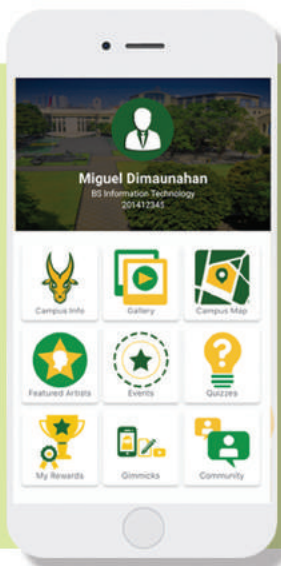 Miguel Dimaunahan
BS Information Technology
201412345
Campus Info
Gallery
Campus Map
Featured Artists
Events
Quizzes
My Rewards
Gimmicks
Community